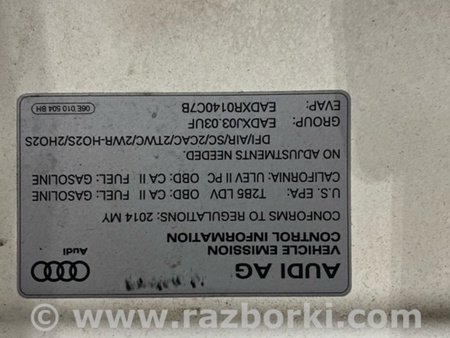 AUDI AG
VEHICLE EMISSION
CONTROL INFORMATION
Audi
CONFORMS TO REGULATIONS: 2014 MY
U.S. EPA: T2B5 LDV OBD: CA II FUEL: GASOLINE
CALIFORNIA: ULEV II PC OBD: CA II FUEL: GASOLINE
NO ADJUSTMENTS NEEDED.
DFI/AIR/SC/2CAC/2TWC/2WR-HO2S/2HO2S
GROUP: EADXJ03.03UF
EVAP: EADXR0140C7B
06E 010 504 BH
www.razborki.com